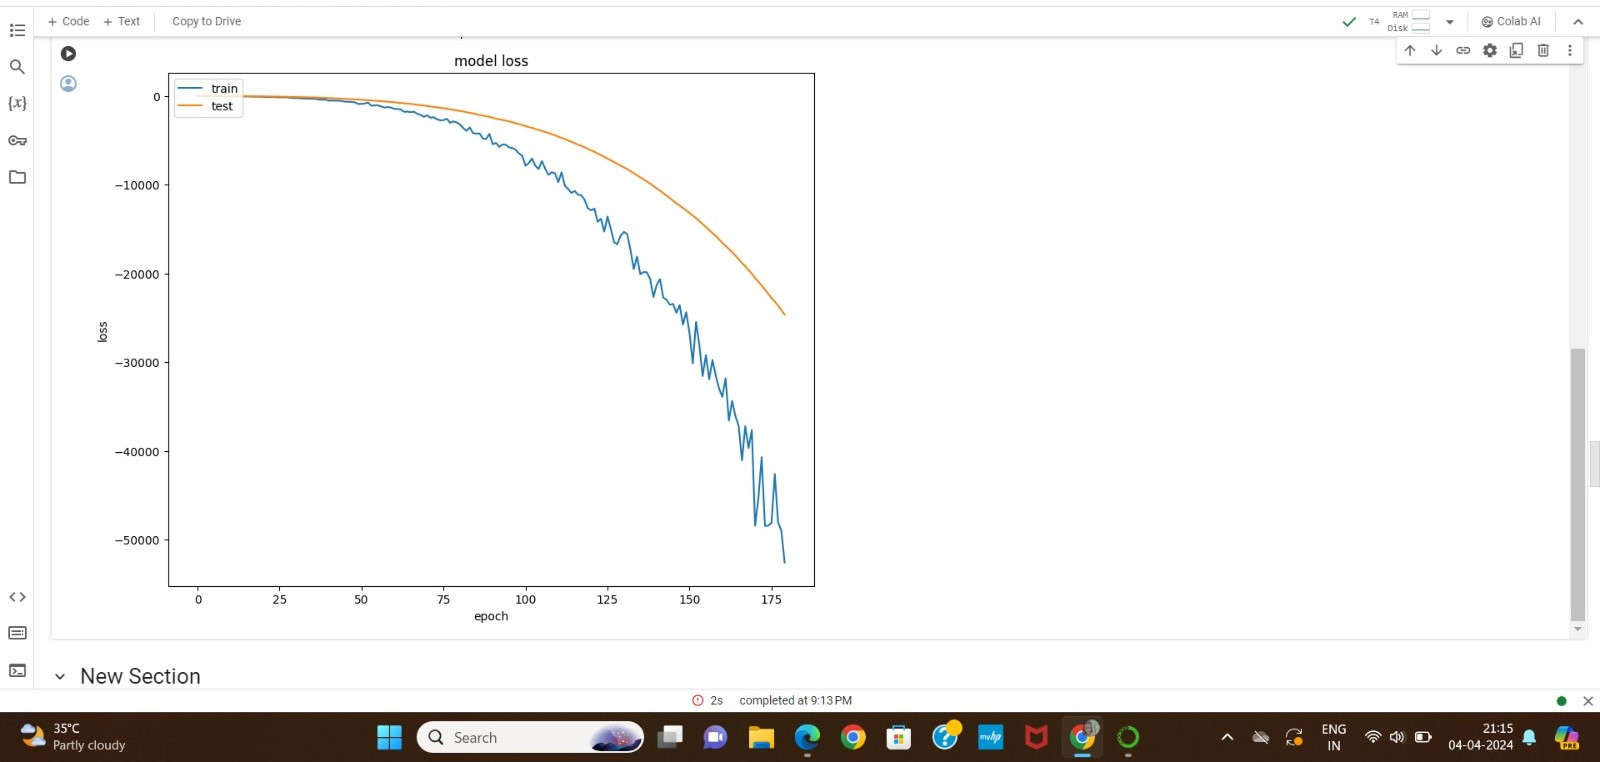 + Code + Text Copy to Drive
T4 RAM Disk Colab AI
{x}
model loss
train
test
0
−10000
−20000
−30000
−40000
−50000
loss
0 25 50 75 100 125 150 175
epoch
New Section
2s completed at 9:13 PM
35°C
Partly cloudy
Search
myhp
PRE
ENG
IN
21:15
04-04-2024